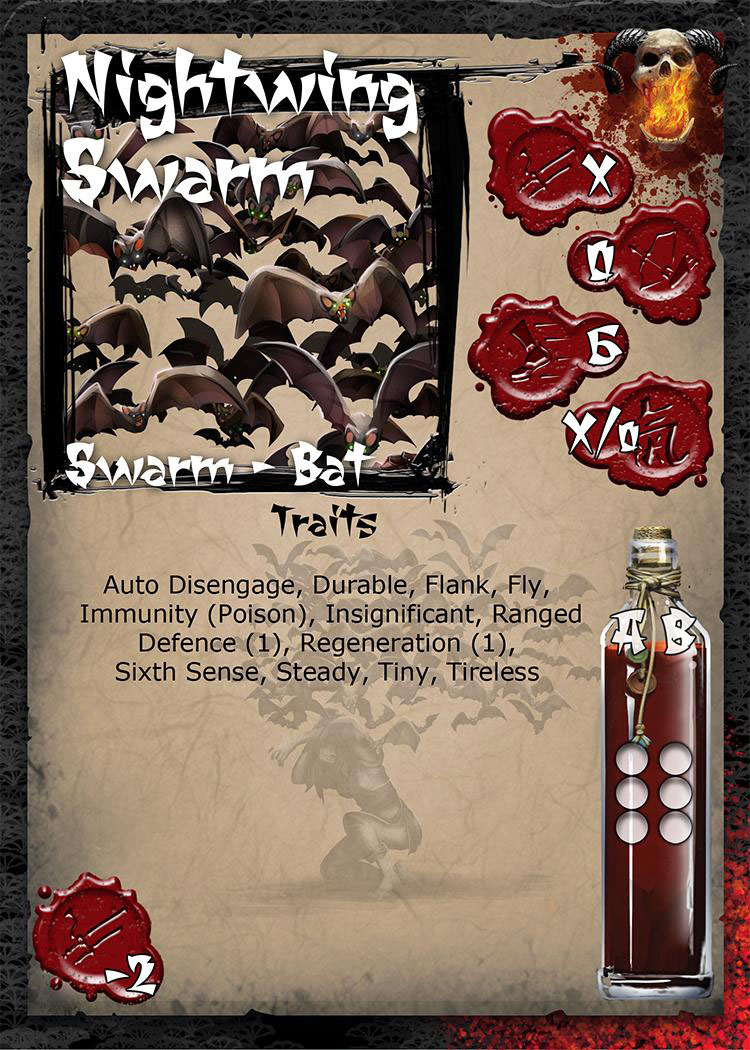 Nightwing
Swarm
X
0
6
X/0
氣
Swarm - Bat
Traits
Auto Disengage, Durable, Flank, Fly,
Immunity (Poison), Insignificant, Ranged
Defence (1), Regeneration (1),
Sixth Sense, Steady, Tiny, Tireless
A B
-2